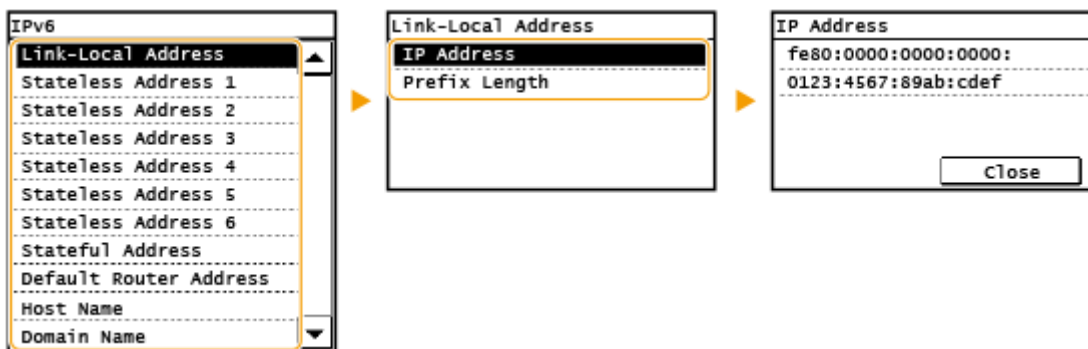 IPv6
Link-Local Address
Stateless Address 1
Stateless Address 2
Stateless Address 3
Stateless Address 4
Stateless Address 5
Stateless Address 6
Stateful Address
Default Router Address
Host Name
Domain Name
Link-Local Address
IP Address
Prefix Length
IP Address
fe80:0000:0000:0000:
0123:4567:89ab:cdef
Close